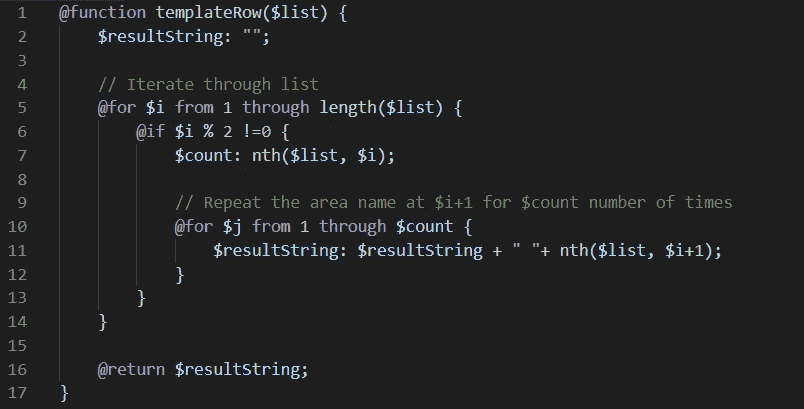 1 @function templateRow($list) {
2     $resultString: "";
3
4     // Iterate through list
5     @for $i from 1 through length($list) {
6         @if $i % 2 !=0 {
7             $count: nth($list, $i);
8
9             // Repeat the area name at $i+1 for $count number of times
10             @for $j from 1 through $count {
11                 $resultString: $resultString + " "+ nth($list, $i+1);
12             }
13         }
14     }
15
16     @return $resultString;
17 }